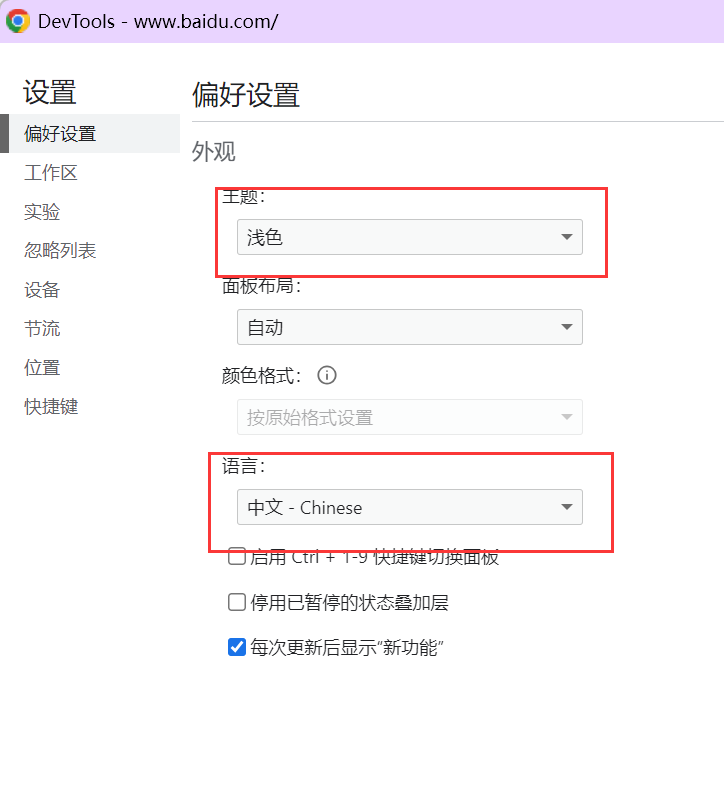 DevTools - www.baidu.com/
设置
偏好设置
工作区
实验
忽略列表
设备
节流
位置
快捷键
偏好设置
外观
主题：
浅色
面板布局：
自动
颜色格式：
按原始格式设置
语言：
中文 - Chinese
启用 Ctrl + 1-9 快捷键切换面板
停用已暂停的状态叠加层
每次更新后显示“新功能”